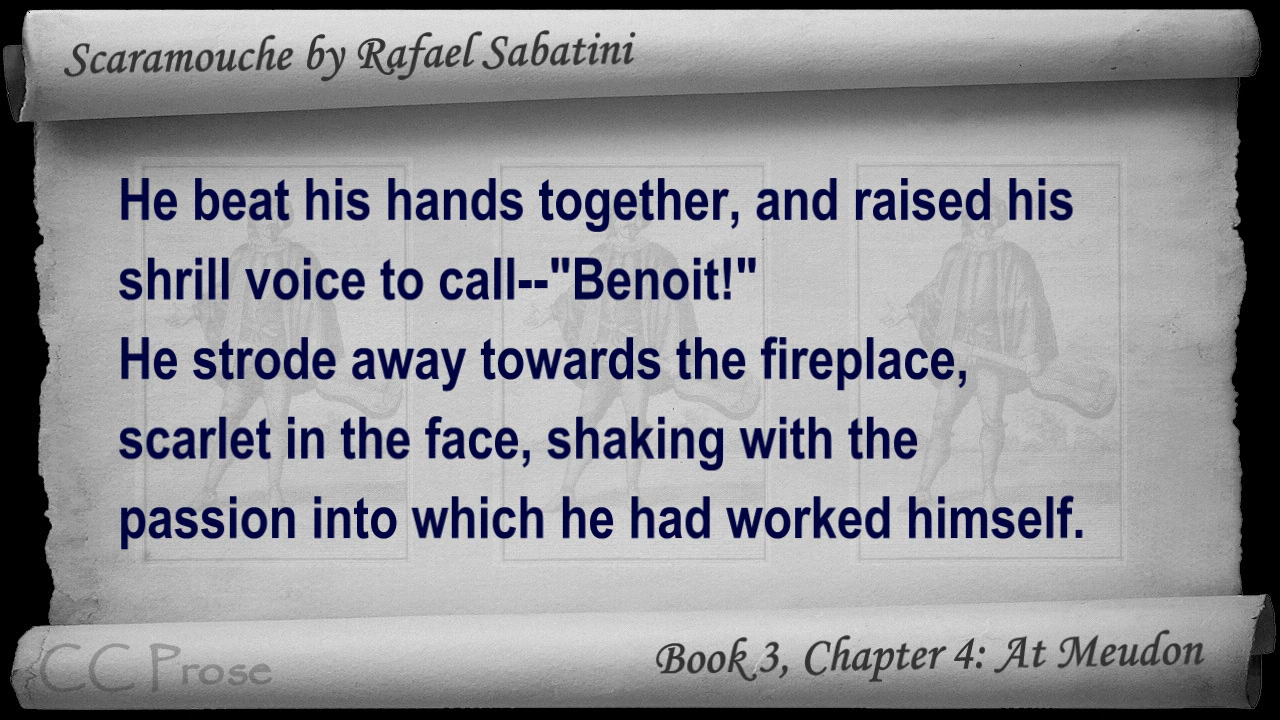 Scaramouche by Rafael Sabatini
He beat his hands together, and raised his
shrill voice to call--"Benoit!"
He strode away towards the fireplace,
scarlet in the face, shaking with the
passion into which he had worked himself.
CC Prose
Book 3, Chapter 4: At Meudon